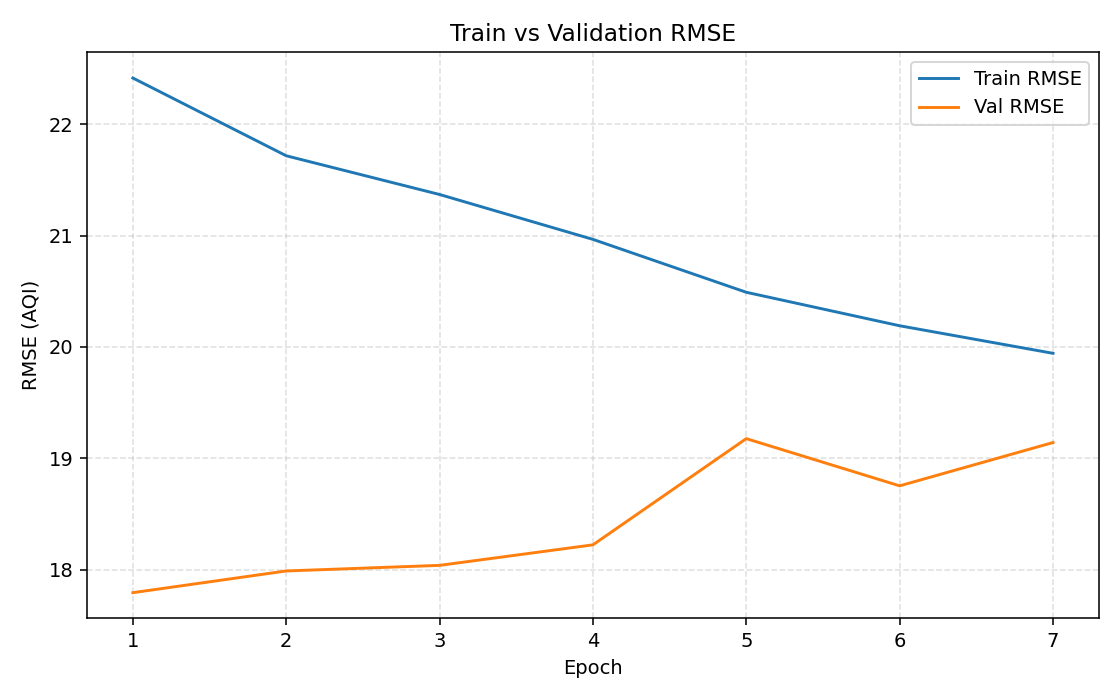 Train vs Validation RMSE
Train RMSE
Val RMSE
RMSE (AQI)
22
21
20
19
18
1 2 3 4 5 6 7
Epoch